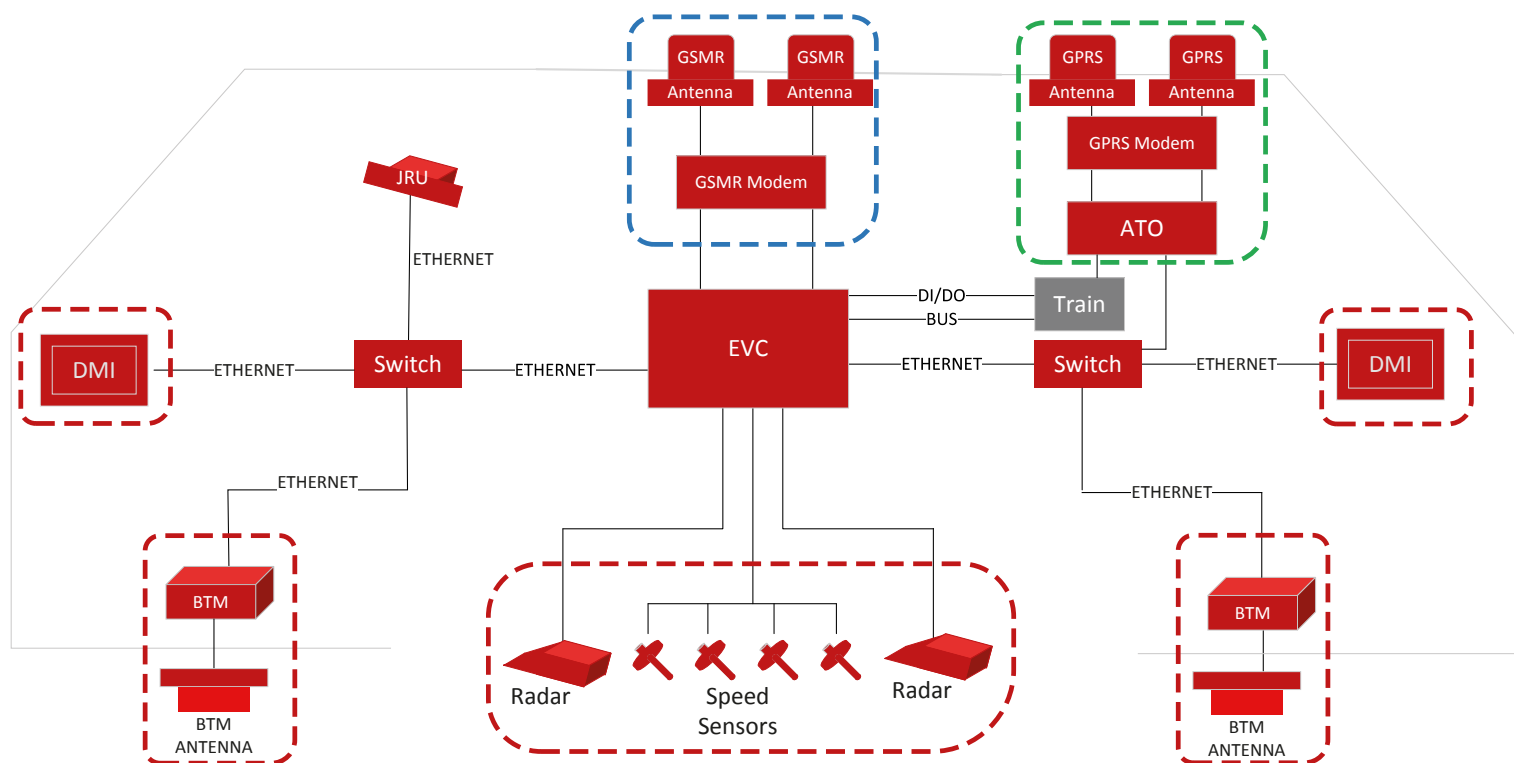 GSMR
GSMR
GPRS
GPRS
Antenna
Antenna
Antenna
Antenna
GPRS Modem
JRU
GSMR Modem
ATO
ETHERNET
DI/DO
Train
BUS
EVC
DMI
ETHERNET
Switch
ETHERNET
ETHERNET
Switch
ETHERNET
DMI
ETHERNET
ETHERNET
BTM
BTM
Radar
Speed
Sensors
Radar
BTM
ANTENNA
BTM
ANTENNA